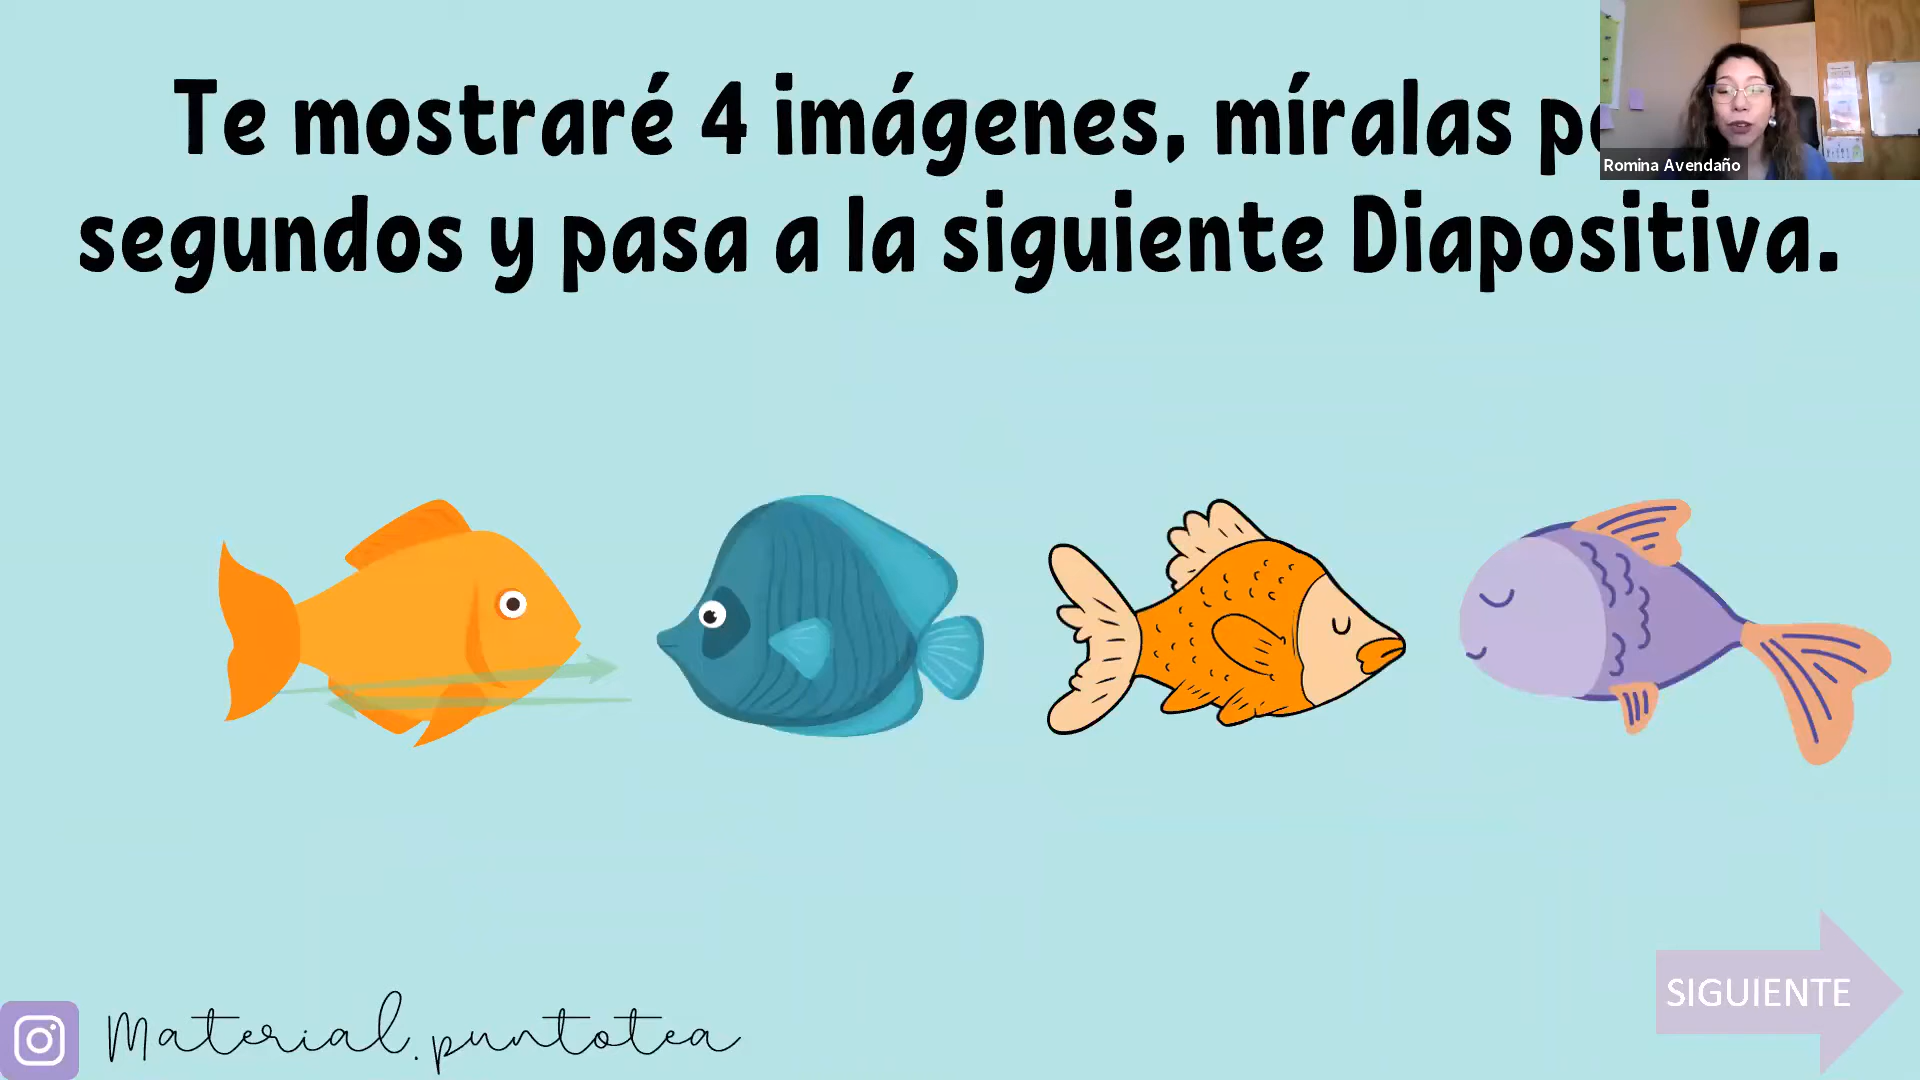 Te mostraré 4 imágenes, míralas
segundos y pasa a la siguiente Diapositiva.
Romina Avendaño
SIGUIENTE
Material.puntotea